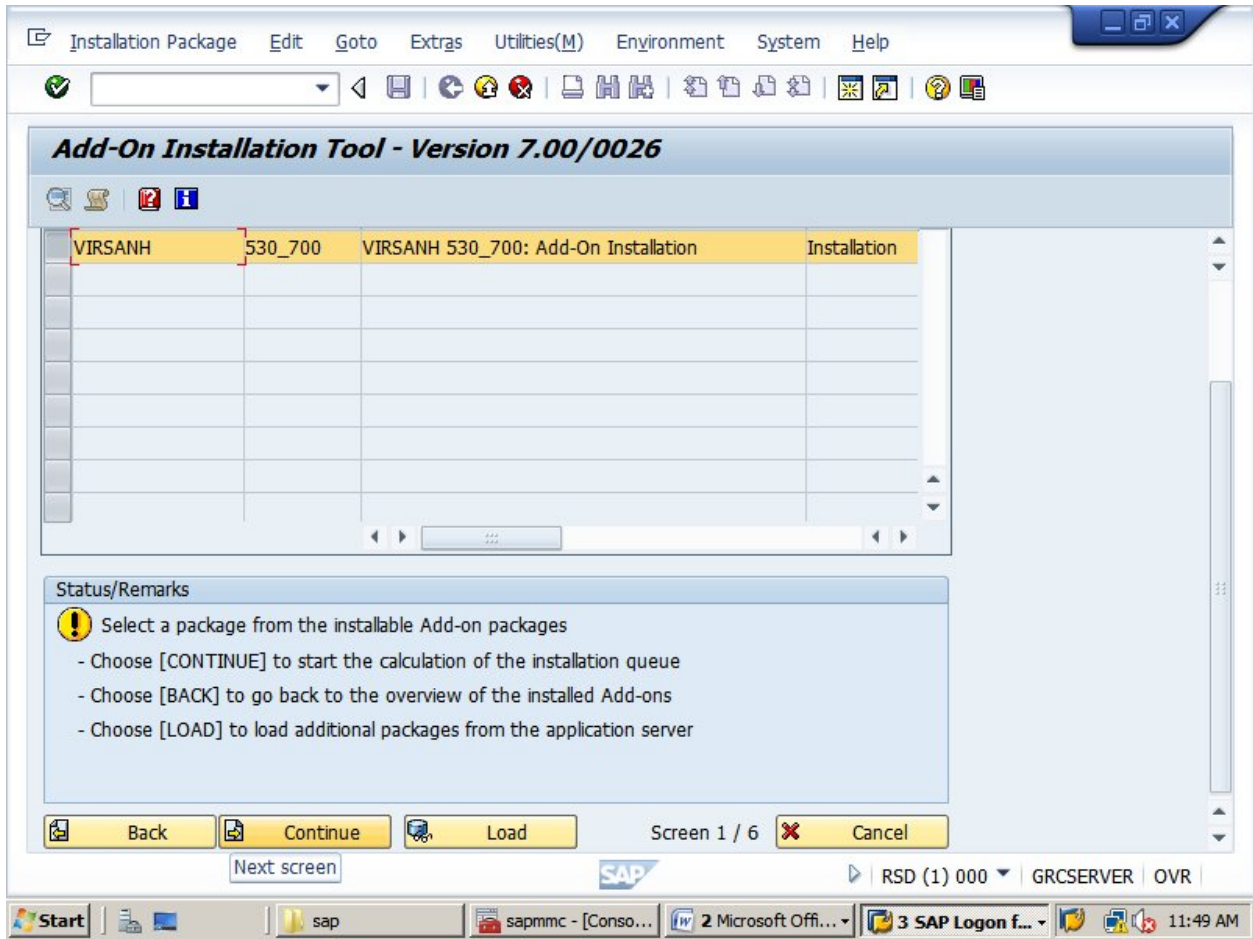 Installation Package Edit Goto Extras Utilities(M) Environment System Help
Add-On Installation Tool - Version 7.00/0026
VIRSANH 530_700 VIRSANH 530_700: Add-On Installation Installation
Status/Remarks
Select a package from the installable Add-on packages
- Choose [CONTINUE] to start the calculation of the installation queue
- Choose [BACK] to go back to the overview of the installed Add-ons
- Choose [LOAD] to load additional packages from the application server
Back Continue Load Screen 1 / 6 Cancel
Next screen
SAP RSD (1) 000 GRCSERVER OVR
Start sap sapmmc - [Conso... 2 Microsoft Offi... 3 SAP Logon f... 11:49 AM